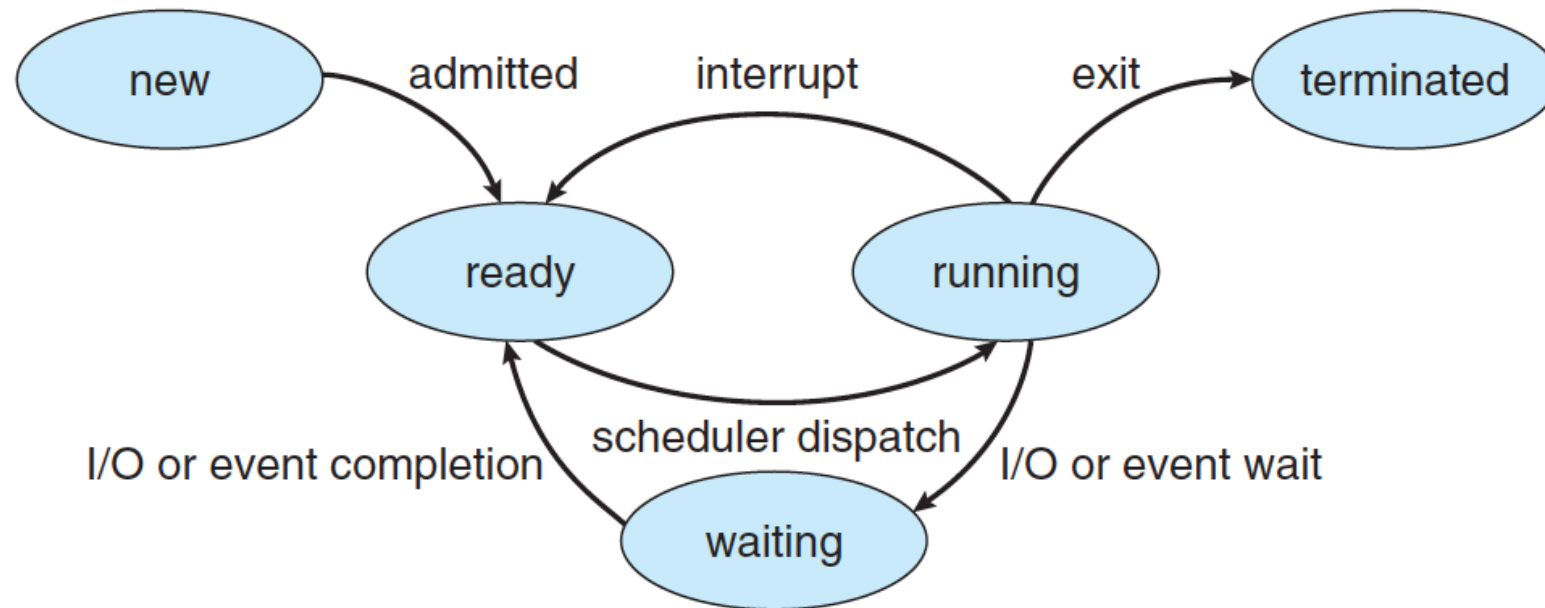 new
admitted
interrupt
exit
terminated
ready
running
scheduler dispatch
I/O or event completion
I/O or event wait
waiting